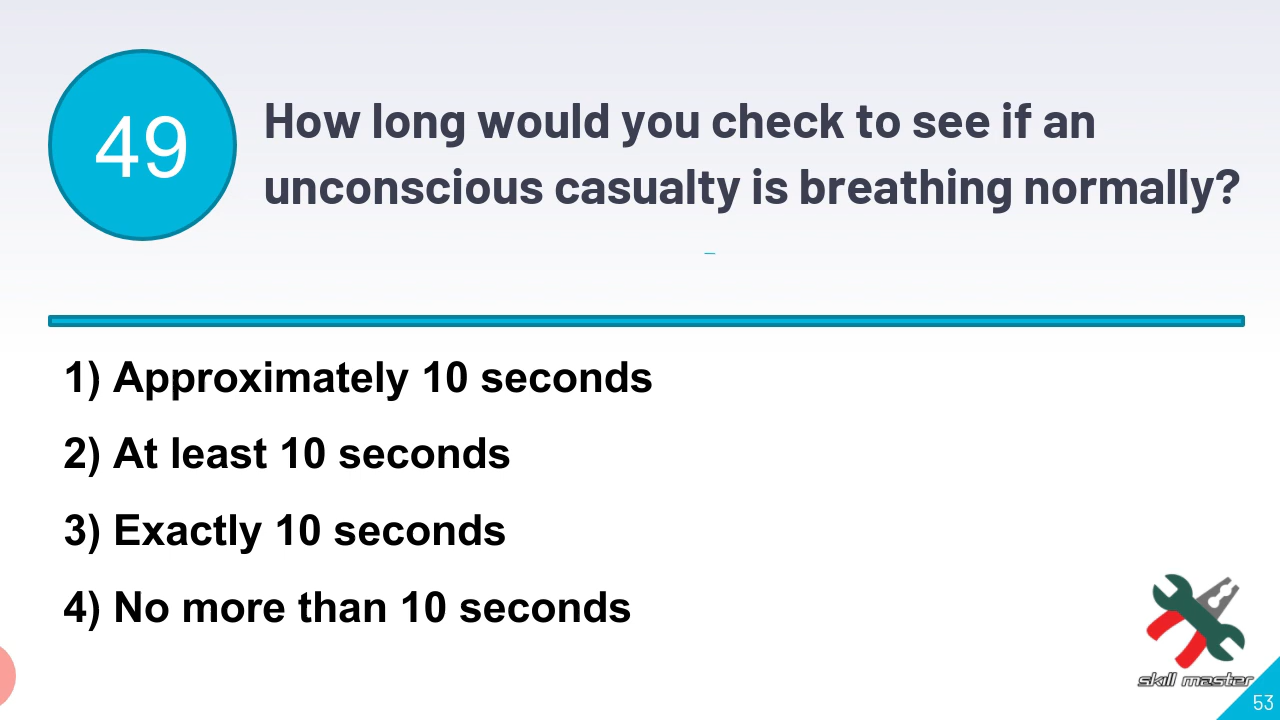 49
How long would you check to see if an
unconscious casualty is breathing normally?
1) Approximately 10 seconds
2) At least 10 seconds
3) Exactly 10 seconds
4) No more than 10 seconds
skill master
53